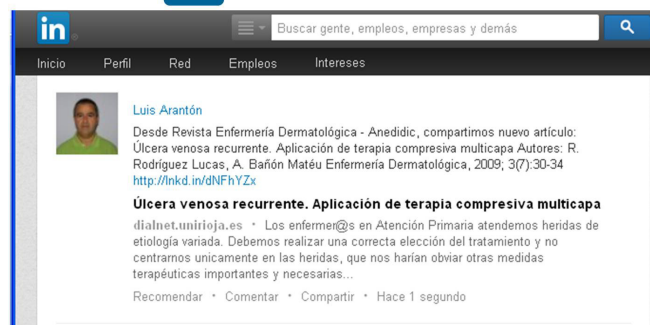 in
Buscar gente, empleos, empresas y demás
Inicio Perfil Red Empleos Intereses
Luis Arantón
Desde Revista Enfermería Dermatológica - Anedidic, compartimos nuevo artículo:
Úlcera venosa recurrente. Aplicación de terapia compresiva multicapa Autores: R.
Rodríguez Lucas, A. Bañón Matéu Enfermería Dermatológica, 2009; 3(7):30-34
http://lnkd.in/dNFhYZx
Úlcera venosa recurrente. Aplicación de terapia compresiva multicapa
dialnet.unirioja.es · Los enfermer@s en Atención Primaria atendemos heridas de
etiología variada. Debemos realizar una correcta elección del tratamiento y no
centrarnos unicamente en las heridas, que nos harían obviar otras medidas
terapéuticas importantes y necesarias...
Recomendar · Comentar · Compartir · Hace 1 segundo